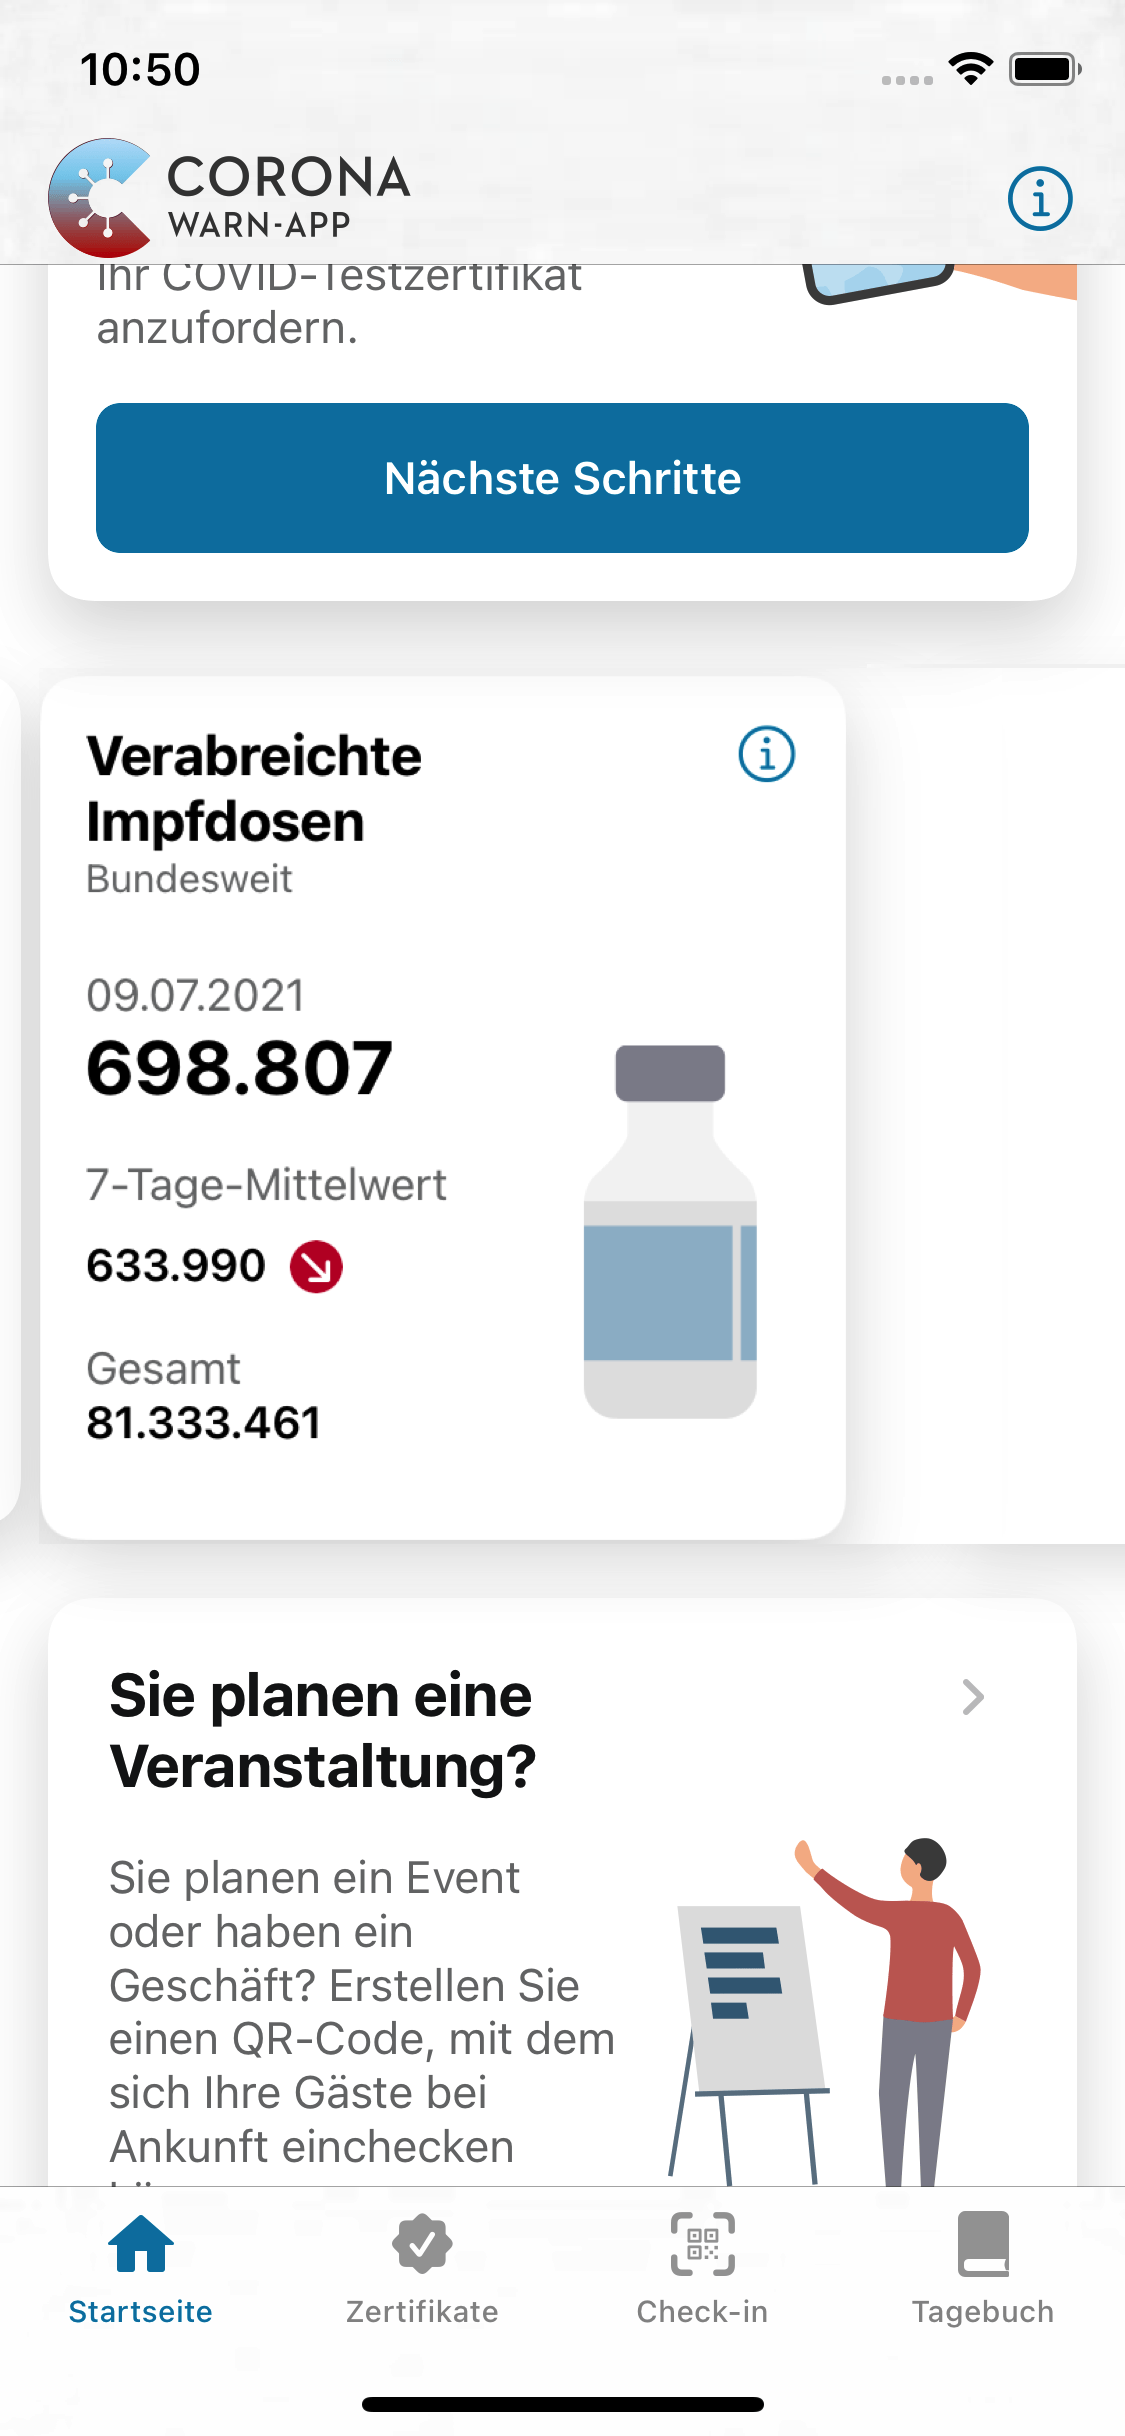 10:50
CORONA
WARN-APP
Ihr COVID-Testzertifikat
anzufordern.
Nächste Schritte
Verabreichte
Impfdosen
Bundesweit
09.07.2021
698.807
7-Tage-Mittelwert
633.990
Gesamt
81.333.461
Sie planen eine
Veranstaltung?
Sie planen ein Event
oder haben ein
Geschäft? Erstellen Sie
einen QR-Code, mit dem
sich Ihre Gäste bei
Ankunft einchecken
Startseite
Zertifikate
Check-in
Tagebuch